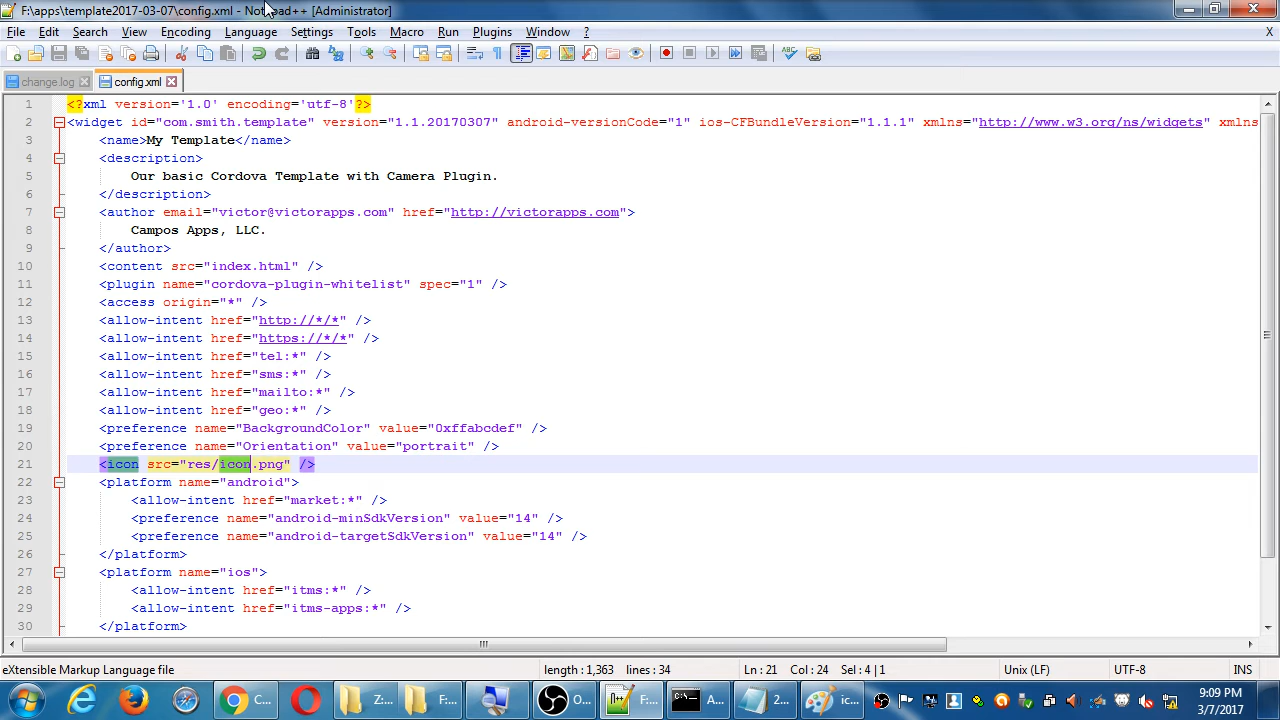 F:\apps\template2017-03-07\config.xml - Notepad++ [Administrator]
File Edit Search View Encoding Language Settings Tools Macro Run Plugins Window ? X
change.log config.xml
1 <?xml version='1.0' encoding='utf-8'?>
2 <widget id="com.smith.template" version="1.1.20170307" android-versionCode="1" ios-CFBundleVersion="1.1.1" xmlns="http://www.w3.org/ns/widgets" xmlns
3 <name>My Template</name>
4 <description>
5 Our basic Cordova Template with Camera Plugin.
6 </description>
7 <author email="victor@victorapps.com" href="http://victorapps.com">
8 Campos Apps, LLC.
9 </author>
10 <content src="index.html" />
11 <plugin name="cordova-plugin-whitelist" spec="1" />
12 <access origin="*" />
13 <allow-intent href="http://*/*" />
14 <allow-intent href="https://*/*" />
15 <allow-intent href="tel:*" />
16 <allow-intent href="sms:*" />
17 <allow-intent href="mailto:*" />
18 <allow-intent href="geo:*" />
19 <preference name="BackgroundColor" value="0xffabcdef" />
20 <preference name="Orientation" value="portrait" />
21 <icon src="res/icon.png" />
22 <platform name="android">
23 <allow-intent href="market:*" />
24 <preference name="android-minSdkVersion" value="14" />
25 <preference name="android-targetSdkVersion" value="14" />
26 </platform>
27 <platform name="ios">
28 <allow-intent href="itms:*" />
29 <allow-intent href="itms-apps:*" />
30 </platform>
eXtensible Markup Language file length : 1,363 lines : 34 Ln : 21 Col : 24 Sel : 4 | 1 Unix (LF) UTF-8 INS
C... Z:... F:... O... F:... A... 2... ic... 9:09 PM
3/7/2017